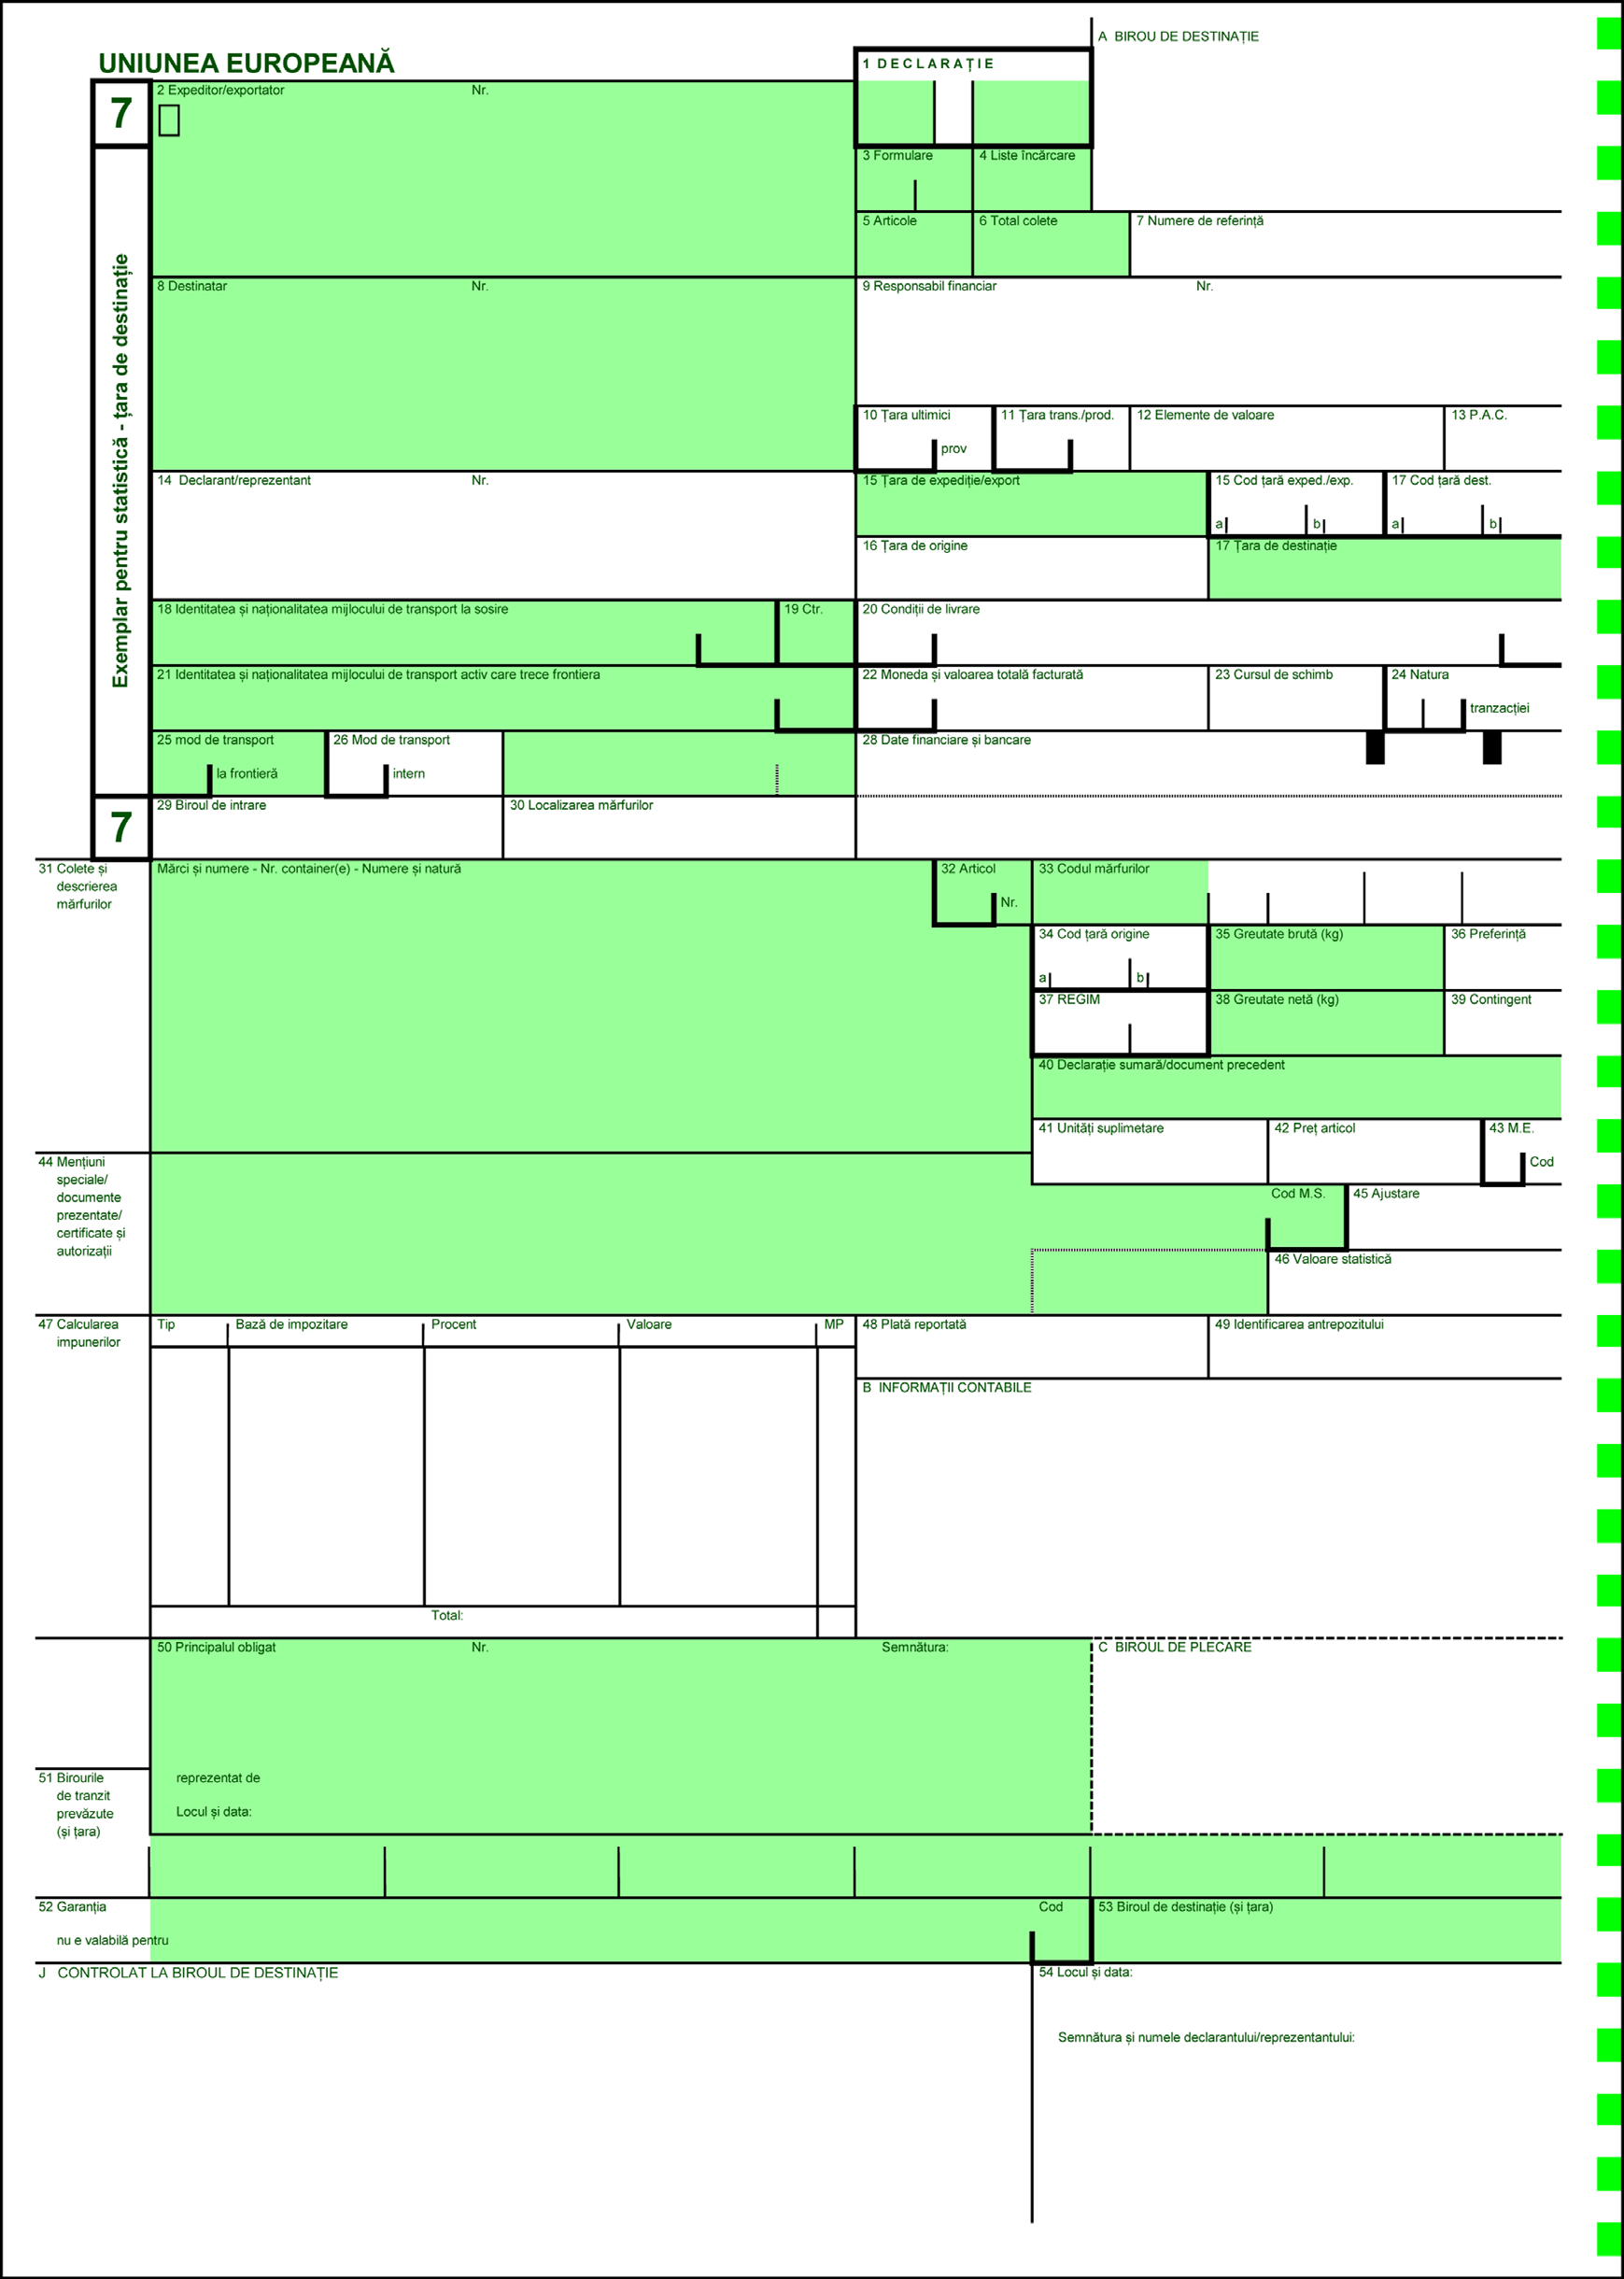 A BIROU DE DESTINAȚIE
UNIUNEA EUROPEANĂ
1 DECLARAȚIE
7
2 Expeditor/exportator Nr.
3 Formulare
4 Liste încărcare
5 Articole
6 Total colete
7 Numere de referință
Exemplar pentru statistică - țara de destinație
8 Destinatar Nr.
9 Responsabil financiar Nr.
10 Țara ultimici
prov
11 Țara trans./prod.
12 Elemente de valoare
13 P.A.C.
14 Declarant/reprezentant Nr.
15 Țara de expediție/export
15 Cod țară exped./exp.
a b
17 Cod țară dest.
a b
16 Țara de origine
17 Țara de destinație
18 Identitatea și naționalitatea mijlocului de transport la sosire
19 Ctr.
20 Condiții de livrare
21 Identitatea și naționalitatea mijlocului de transport activ care trece frontiera
22 Moneda și valoarea totală facturată
23 Cursul de schimb
24 Natura
tranzacției
25 mod de transport
la frontieră
26 Mod de transport
intern
28 Date financiare și bancare
7
29 Biroul de intrare
30 Localizarea mărfurilor
31 Colete și
descrierea
mărfurilor
Mărci și numere - Nr. container(e) - Numere și natură
32 Articol
Nr.
33 Codul mărfurilor
34 Cod țară origine
a b
35 Greutate brută (kg)
36 Preferință
37 REGIM
38 Greutate netă (kg)
39 Contingent
40 Declarație sumară/document precedent
41 Unități suplimetare
42 Preț articol
43 M.E.
Cod
44 Mențiuni
speciale/
documente
prezentate/
certificate și
autorizații
Cod M.S.
45 Ajustare
46 Valoare statistică
47 Calcularea
impunerilor
Tip Bază de impozitare Procent Valoare MP
Total:
48 Plată reportată
49 Identificarea antrepozitului
B INFORMAȚII CONTABILE
50 Principalul obligat Nr. Semnătura:
reprezentat de
Locul și data:
C BIROUL DE PLECARE
51 Birourile
de tranzit
prevăzute
(și țara)
52 Garanția
nu e valabilă pentru
Cod
53 Biroul de destinație (și țara)
J CONTROLAT LA BIROUL DE DESTINAȚIE
54 Locul și data:
Semnătura și numele declarantului/reprezentantului: